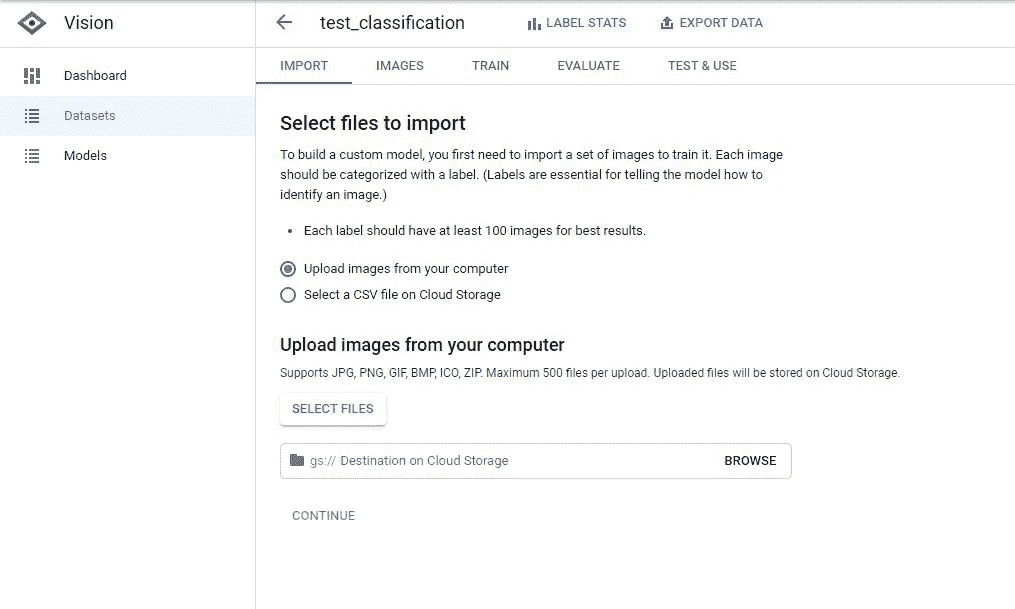 Vision
test_classification
LABEL STATS
EXPORT DATA
Dashboard
Datasets
Models
IMPORT
IMAGES
TRAIN
EVALUATE
TEST & USE
Select files to import
To build a custom model, you first need to import a set of images to train it. Each image
should be categorized with a label. (Labels are essential for telling the model how to
identify an image.)
• Each label should have at least 100 images for best results.
Upload images from your computer
Select a CSV file on Cloud Storage
Upload images from your computer
Supports JPG, PNG, GIF, BMP, ICO, ZIP. Maximum 500 files per upload. Uploaded files will be stored on Cloud Storage.
SELECT FILES
gs:// Destination on Cloud Storage
BROWSE
CONTINUE